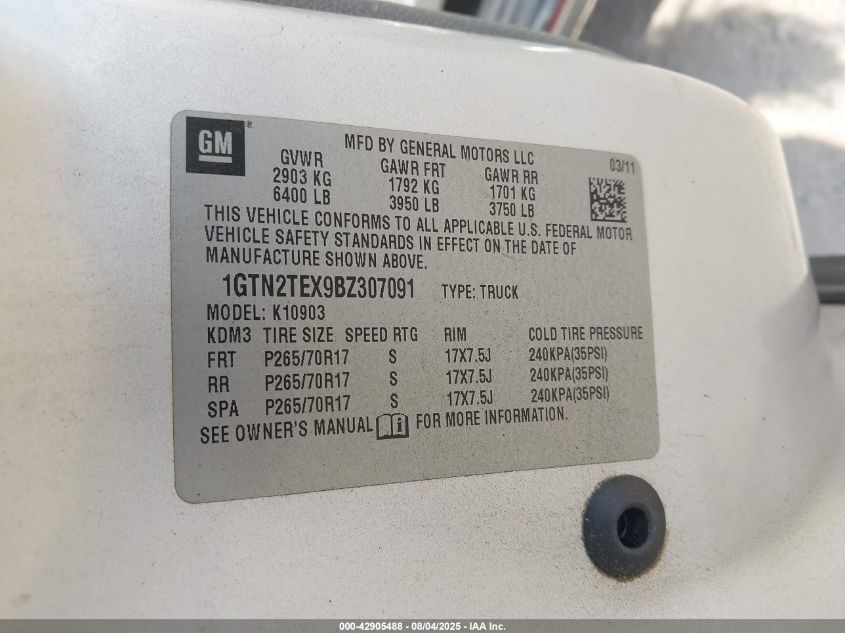 GM ®
MFD BY GENERAL MOTORS LLC 03/11
GVWR GAWR FRT GAWR RR
2903 KG 1792 KG 1701 KG
6400 LB 3950 LB 3750 LB
THIS VEHICLE CONFORMS TO ALL APPLICABLE U.S. FEDERAL MOTOR
VEHICLE SAFETY STANDARDS IN EFFECT ON THE DATE OF
MANUFACTURE SHOWN ABOVE.
1GTN2TEX9BZ307091 TYPE: TRUCK
MODEL: K10903
KDM3 TIRE SIZE SPEED RTG RIM COLD TIRE PRESSURE
FRT P265/70R17 S 17X7.5J 240KPA(35PSI)
RR P265/70R17 S 17X7.5J 240KPA(35PSI)
SPA P265/70R17 S 17X7.5J 240KPA(35PSI)
SEE OWNER'S MANUAL i FOR MORE INFORMATION.
000-42905488 - 08/04/2025 - IAA Inc.